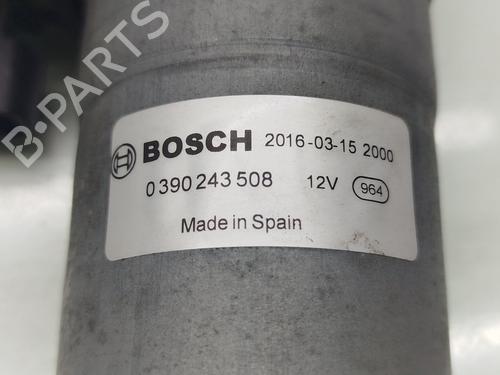 B-PARTS
BOSCH 2016-03-15 2000
0 390 243 508 12V 964
Made in Spain